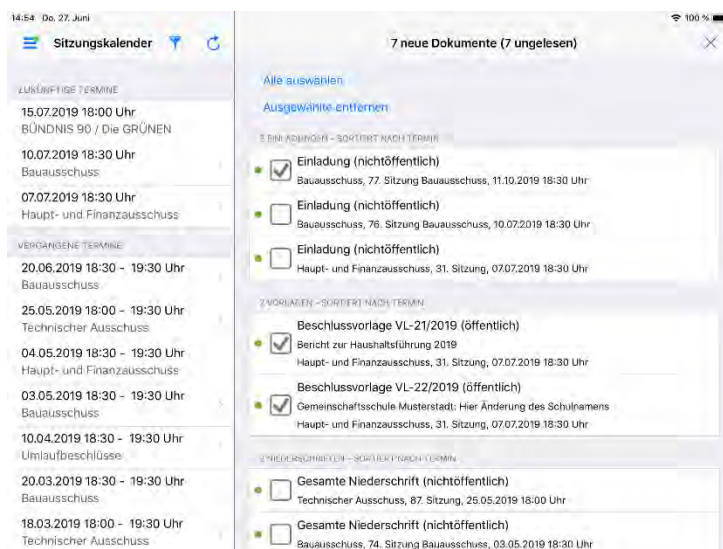 14:54 Do. 27. Juni
100 %
Sitzungskalender
7 neue Dokumente (7 ungelesen)
ZUKÜNFTIGE TERMINE
15.07.2019 18:00 Uhr
BÜNDNIS 90 / Die GRÜNEN
10.07.2019 18:30 Uhr
Bauausschuss
07.07.2019 18:30 Uhr
Haupt- und Finanzausschuss
VERGANGENE TERMINE
20.06.2019 18:30 - 19:30 Uhr
Bauausschuss
25.05.2019 18:00 - 19:30 Uhr
Technischer Ausschuss
04.05.2019 18:30 - 19:30 Uhr
Haupt- und Finanzausschuss
03.05.2019 18:30 - 19:30 Uhr
Bauausschuss
10.04.2019 18:30 - 19:30 Uhr
Umlaufbeschlüsse
20.03.2019 18:30 - 19:30 Uhr
Bauausschuss
18.03.2019 18:00 - 19:30 Uhr
Technischer Ausschuss
Alle auswählen
Ausgewählte entfernen
3 EINLADUNGEN - SORTIERT NACH TERMIN
Einladung (nichtöffentlich)
Bauausschuss, 77. Sitzung Bauausschuss, 11.10.2019 18:30 Uhr
Einladung (nichtöffentlich)
Bauausschuss, 76. Sitzung Bauausschuss, 10.07.2019 18:30 Uhr
Einladung (nichtöffentlich)
Haupt- und Finanzausschuss, 31. Sitzung, 07.07.2019 18:30 Uhr
2 VORLAGEN - SORTIERT NACH TERMIN
Beschlussvorlage VL-21/2019 (öffentlich)
Bericht zur Haushaltsführung 2019
Haupt- und Finanzausschuss, 31. Sitzung, 07.07.2019 18:30 Uhr
Beschlussvorlage VL-22/2019 (öffentlich)
Gemeinschaftsschule Musterstadt: Hier Änderung des Schulnamens
Haupt- und Finanzausschuss, 31. Sitzung, 07.07.2019 18:30 Uhr
2 NIEDERSCHRIFTEN - SORTIERT NACH TERMIN
Gesamte Niederschrift (nichtöffentlich)
Technischer Ausschuss, 87. Sitzung, 25.05.2019 18:00 Uhr
Gesamte Niederschrift (nichtöffentlich)
Bauausschuss, 74. Sitzung Bauausschuss, 03.05.2019 18:30 Uhr